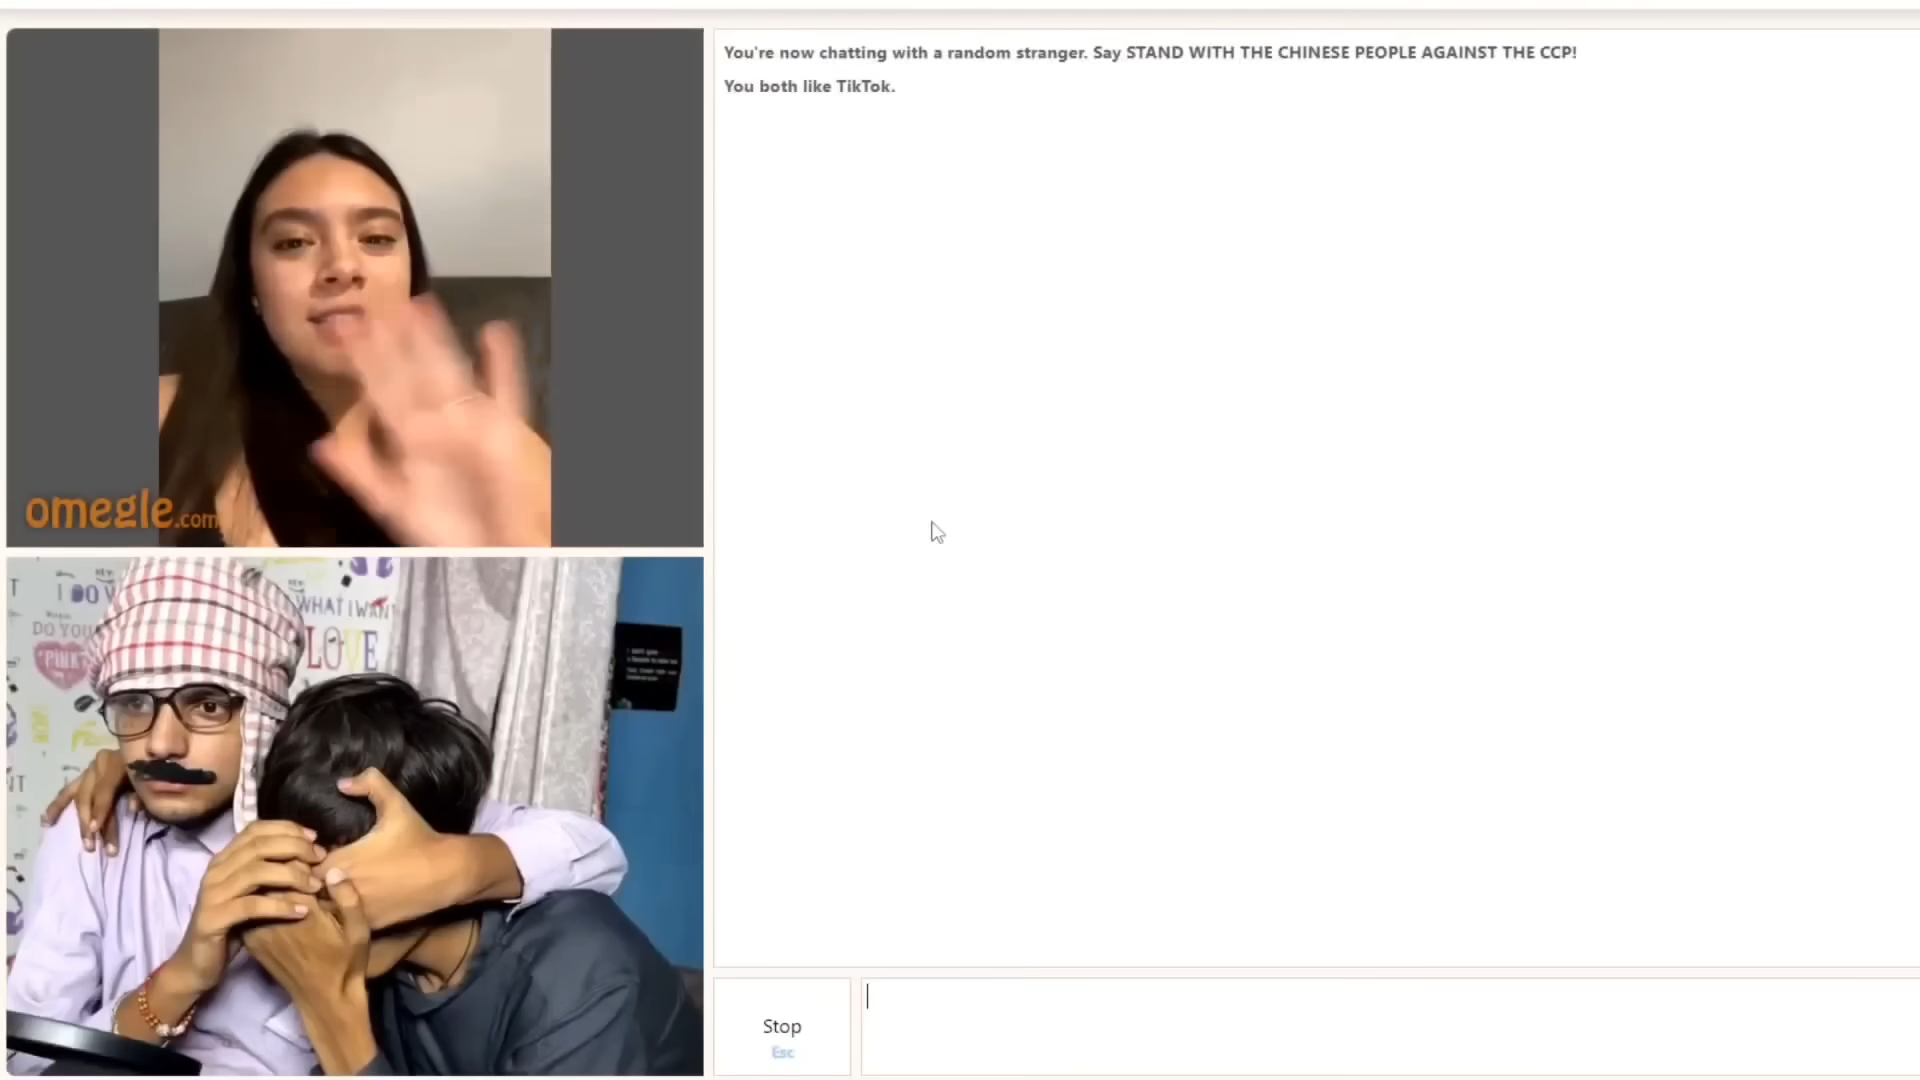 You're now chatting with a random stranger. Say STAND WITH THE CHINESE PEOPLE AGAINST THE CCP!
You both like TikTok.
omegle.com
I DO
WHAT I WANT
DO YOU
LOVE
"PINK"
Stop
Esc